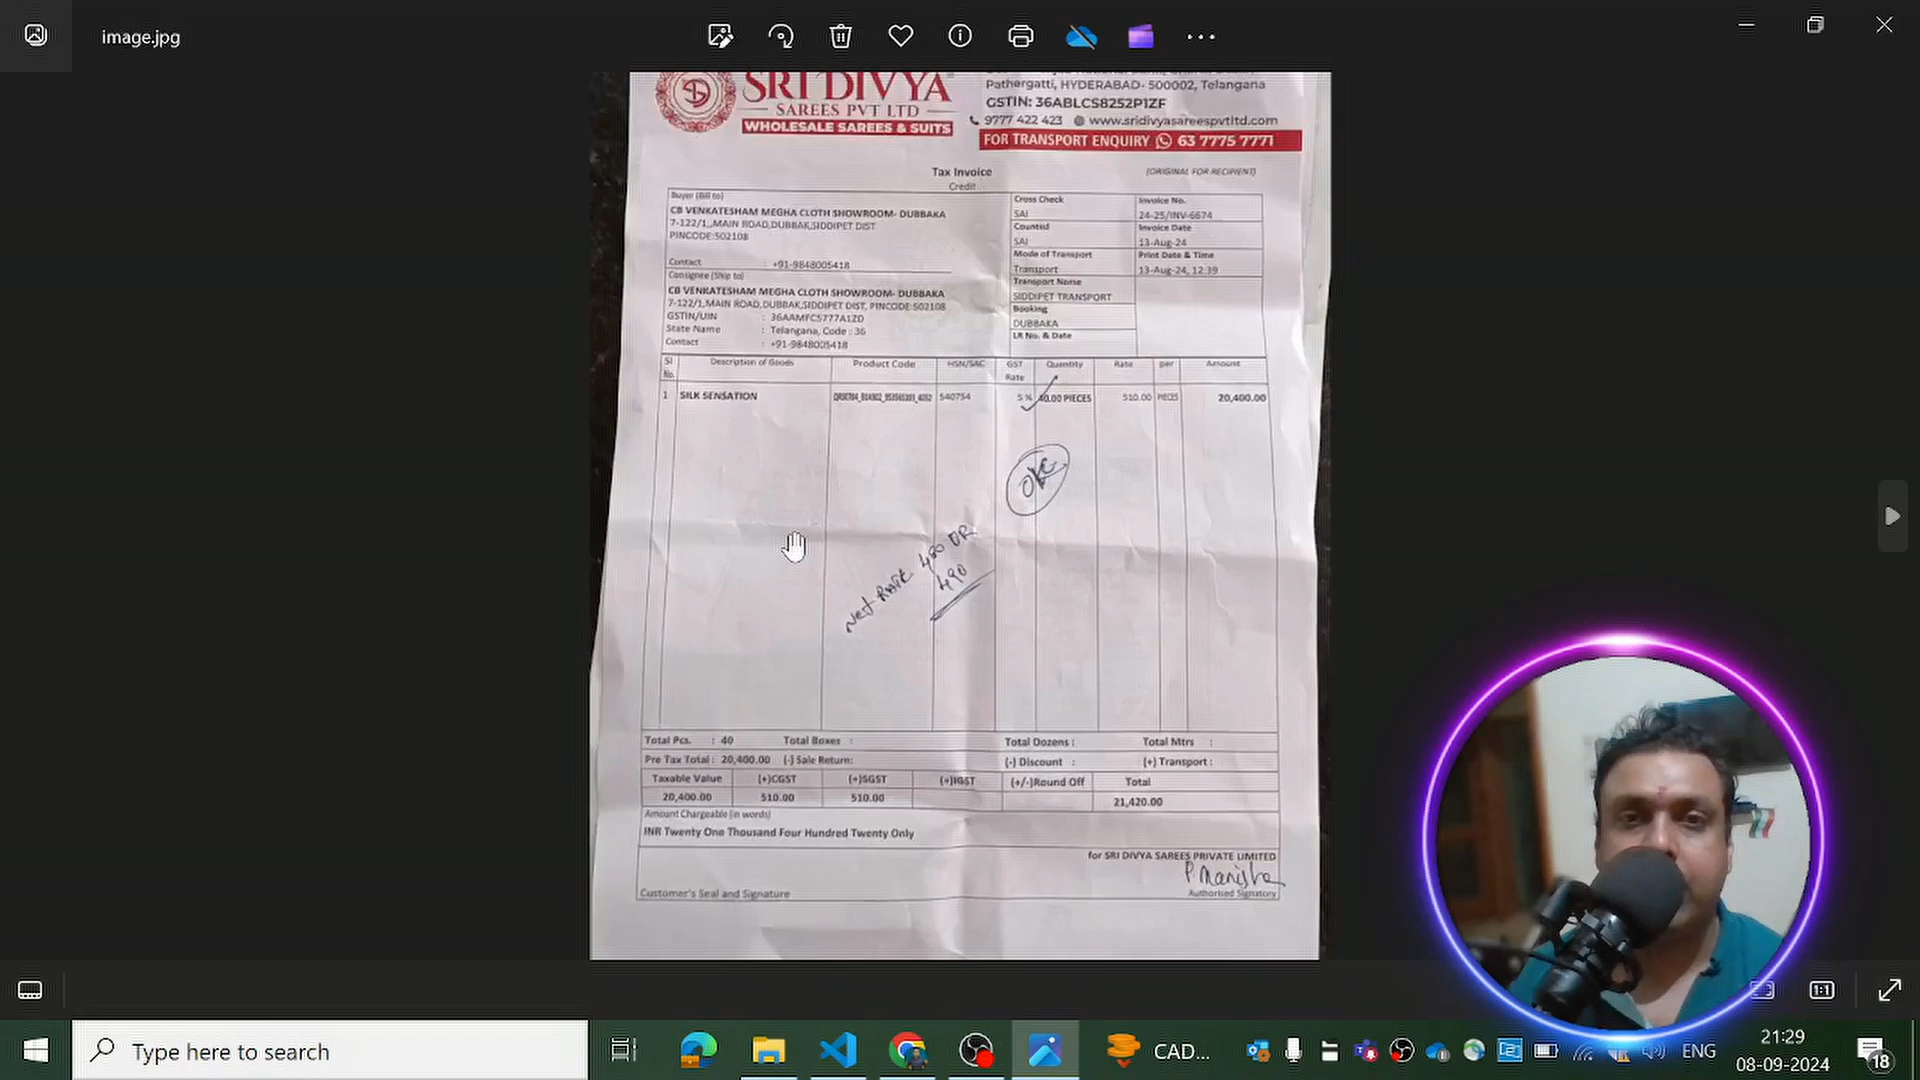 image.jpg
SRI DIVYA
SAREES PVT LTD
WHOLESALE SAREES & SUITS
Pathergatti, HYDERABAD- 500002, Telangana
GSTIN: 36ABLCS8252P1ZF
9777 422 423 www.sridivyasareespvtltd.com
FOR TRANSPORT ENQUIRY 63 7775 7771
Tax Invoice
(ORIGINAL FOR RECIPIENT)
Credit
Buyer (Bill to)
CB VENKATESHAM MEGHA CLOTH SHOWROOM- DUBBAKA
7-122/1,,MAIN ROAD,DUBBAK,SIDDIPET DIST
PINCODE:502108
Contact : +91-9848005418
Consignee (Ship to)
CB VENKATESHAM MEGHA CLOTH SHOWROOM- DUBBAKA
7-122/1,MAIN ROAD,DUBBAK,SIDDIPET DIST, PINCODE:502108
GSTIN/UIN : 36AAMFC5777A1ZD
State Name : Telangana, Code : 36
Contact : +91-9848005418
Cross Check Invoice No.
SAI 24-25/INV-6674
Counted Invoice Date
SAI 13-Aug-24
Mode of Transport Print Date & Time
Transport 13-Aug-24, 12:39
Transport Name
SIDDIPET TRANSPORT
Booking
DUBBAKA
LR No. & Date
Sl No. Description of Goods Product Code HSN/SAC GST Rate Quantity Rate per Amount
1 SILK SENSATION 540754 5 % 40.00 PIECES 510.00 PIECES 20,400.00
OK
Net RATE 480 OR
490
Total Pcs. : 40 Total Boxes : Total Dozens : Total Mtrs :
Pre Tax Total : 20,400.00 (-) Sale Return: (-) Discount : (+) Transport :
Taxable Value (+)CGST (+)SGST (+)IGST (+/-)Round Off Total
20,400.00 510.00 510.00 21,420.00
Amount Chargeable (in words)
INR Twenty One Thousand Four Hundred Twenty Only
for SRI DIVYA SAREES PRIVATE LIMITED
P. Manisha
Customer's Seal and Signature Authorised Signatory
Type here to search
CAD...
ENG
21:29
08-09-2024
18